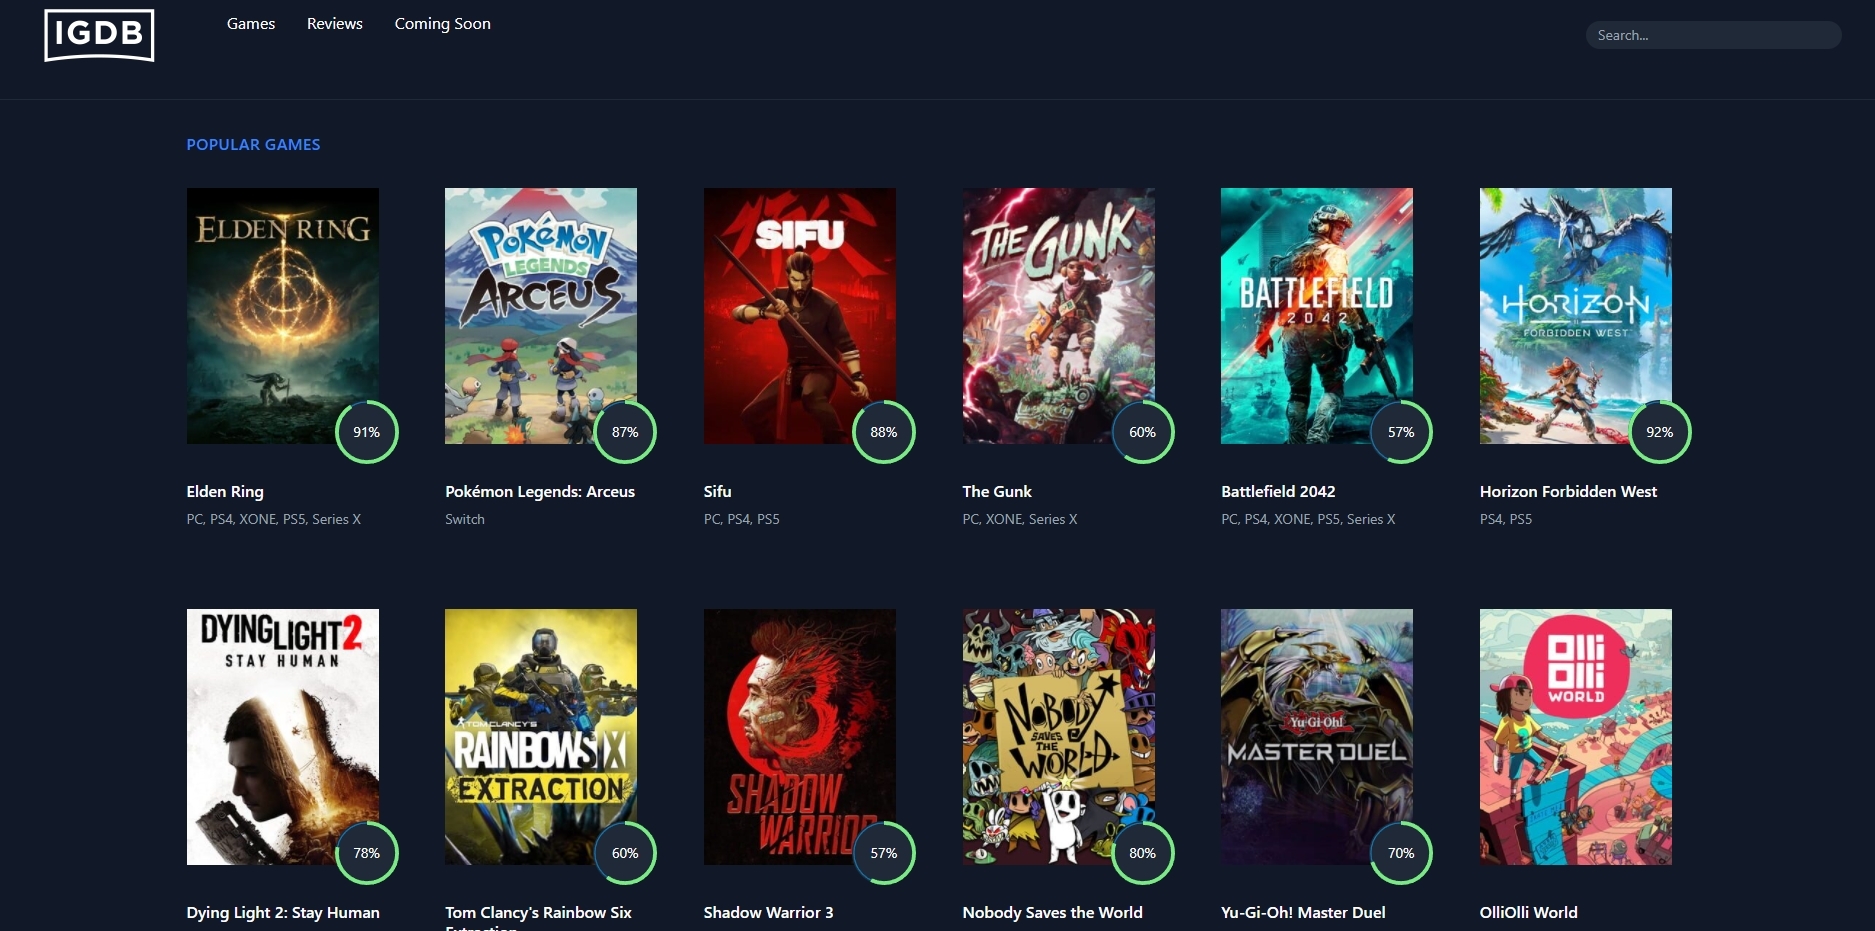 IGDB
Games
Reviews
Coming Soon
Search...
POPULAR GAMES
ELDEN RING
POKéMON
LEGENDS
ARCEUS
SIFU
THE GUNK
BATTLEFIELD
2042
HORIZON
FORBIDDEN WEST
91%
87%
88%
60%
57%
92%
Elden Ring
Pokémon Legends: Arceus
Sifu
The Gunk
Battlefield 2042
Horizon Forbidden West
PC, PS4, XONE, PS5, Series X
Switch
PC, PS4, PS5
PC, XONE, Series X
PC, PS4, XONE, PS5, Series X
PS4, PS5
DYING LIGHT 2
STAY HUMAN
TOM CLANCY'S
RAINBOW SIX
EXTRACTION
SHADOW
WARRIOR
NOBODY
SAVES
THE
WORLD
Yu-Gi-Oh!
MASTER DUEL
Olli
Olli
WORLD
78%
60%
57%
80%
70%
Dying Light 2: Stay Human
Tom Clancy's Rainbow Six
Extraction
Shadow Warrior 3
Nobody Saves the World
Yu-Gi-Oh! Master Duel
OlliOlli World